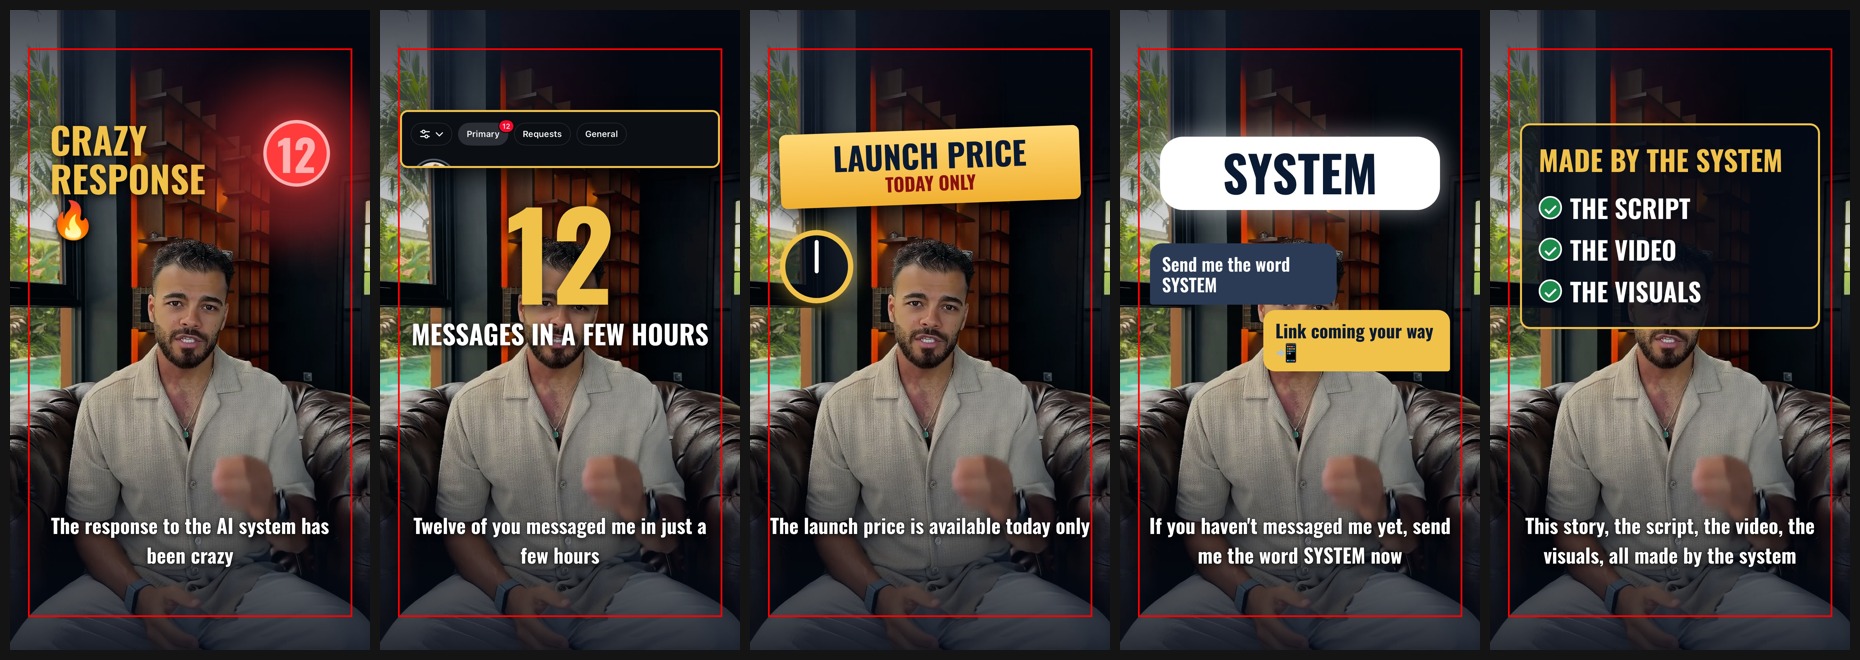 CRAZY
RESPONSE
🔥
12
The response to the AI system has
been crazy
Primary
12
Requests
General
12
MESSAGES IN A FEW HOURS
Twelve of you messaged me in just a
few hours
LAUNCH PRICE
TODAY ONLY
The launch price is available today only
SYSTEM
Send me the word
SYSTEM
Link coming your way
📲
If you haven't messaged me yet, send
me the word SYSTEM now
MADE BY THE SYSTEM
THE SCRIPT
THE VIDEO
THE VISUALS
This story, the script, the video, the
visuals, all made by the system